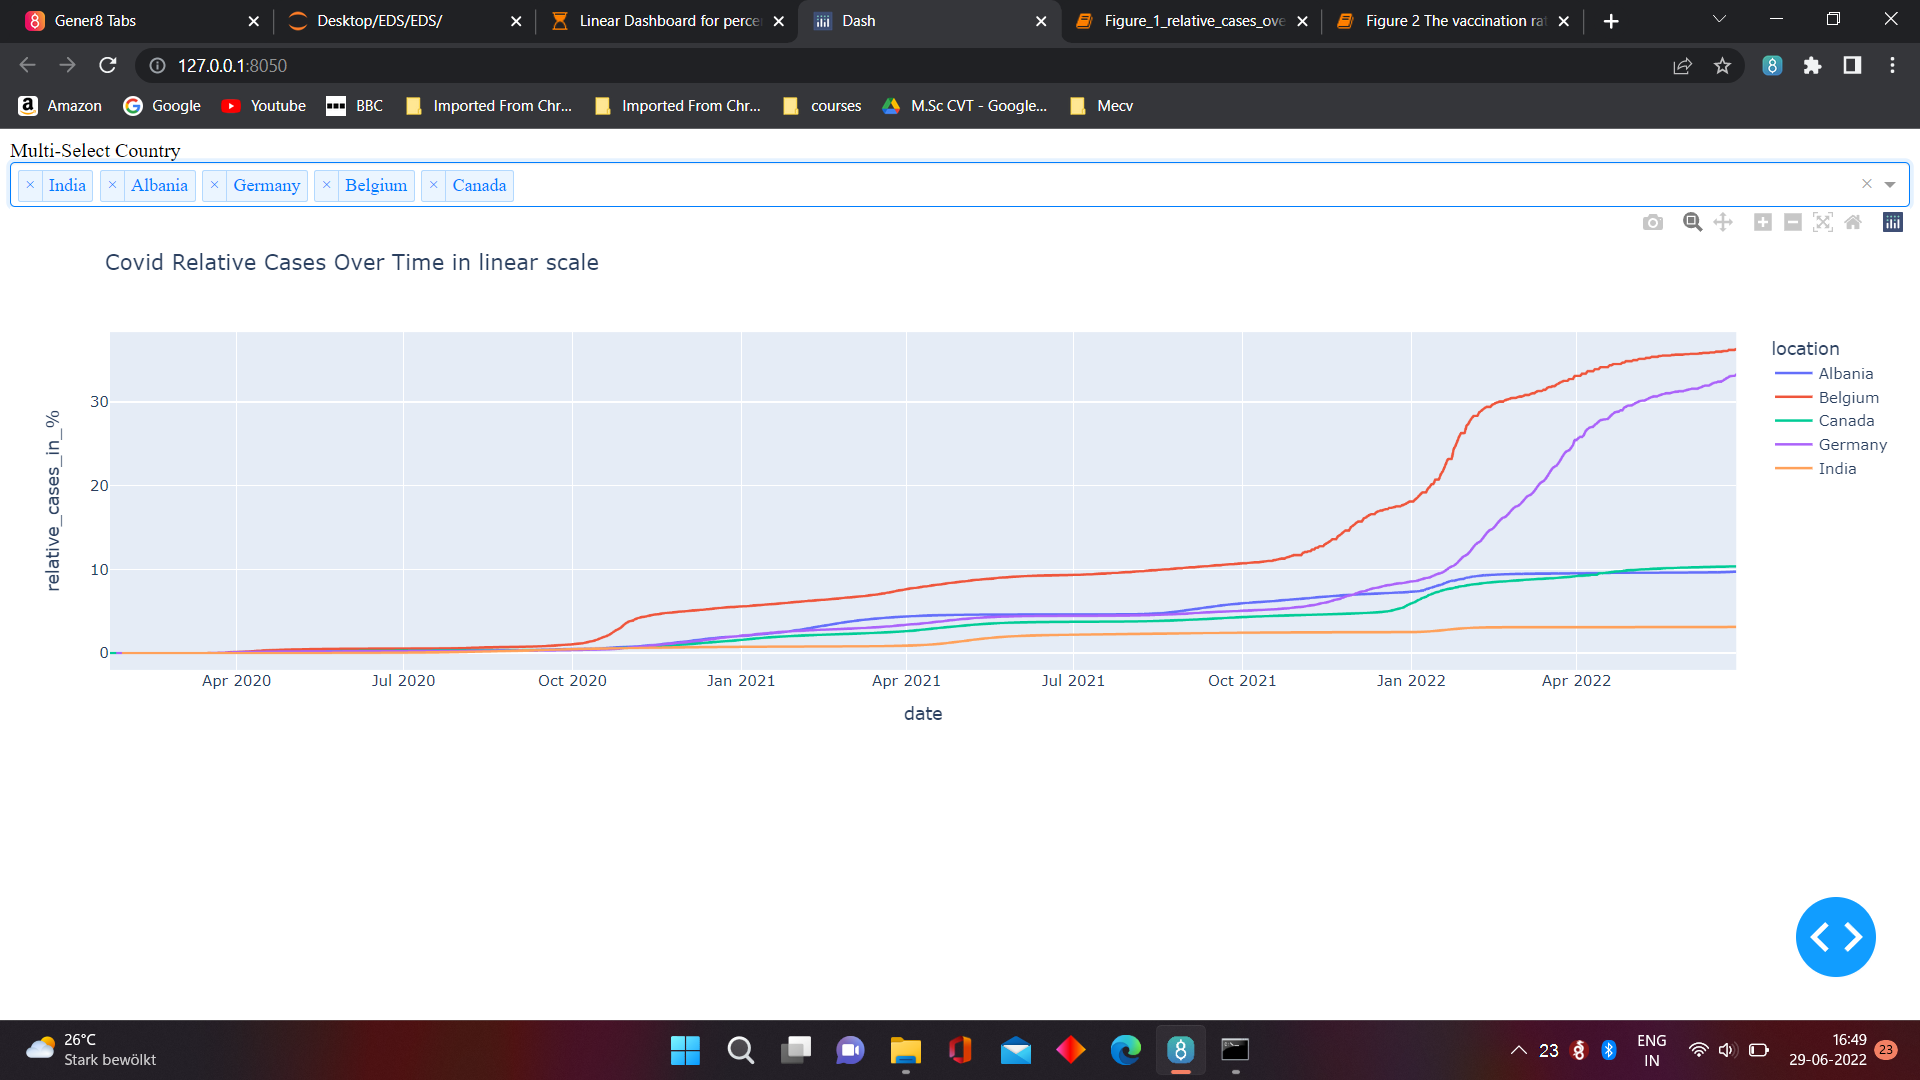 Gener8 Tabs
Desktop/EDS/EDS/
Linear Dashboard for perce
Dash
Figure_1_relative_cases_ove
Figure 2 The vaccination ra
127.0.0.1:8050
Amazon
Google
Youtube
BBC
Imported From Chr...
Imported From Chr...
courses
M.Sc CVT - Google...
Mecv
Multi-Select Country
× India × Albania × Germany × Belgium × Canada
Covid Relative Cases Over Time in linear scale
relative_cases_in_%
30
20
10
0
Apr 2020
Jul 2020
Oct 2020
Jan 2021
Apr 2021
Jul 2021
Oct 2021
Jan 2022
Apr 2022
date
location
Albania
Belgium
Canada
Germany
India
26°C
Stark bewölkt
23
ENG
IN
16:49
29-06-2022
23